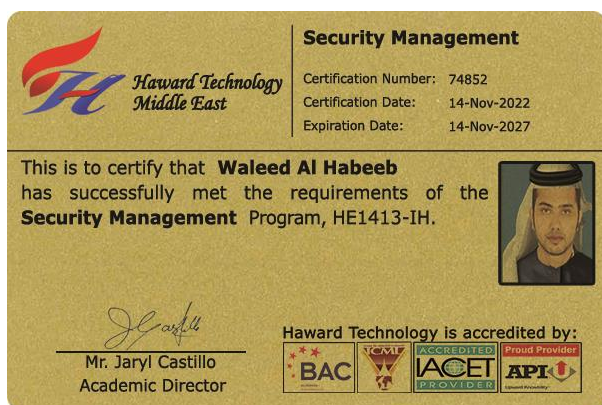 Haward Technology
Middle East
Security Management
Certification Number: 74852
Certification Date: 14-Nov-2022
Expiration Date: 14-Nov-2027
This is to certify that Waleed Al Habeeb
has successfully met the requirements of the
Security Management Program, HE1413-IH.
Mr. Jaryl Castillo
Academic Director
Haward Technology is accredited by:
BAC
ACCREDITED
IACET
PROVIDER
Proud Provider
API